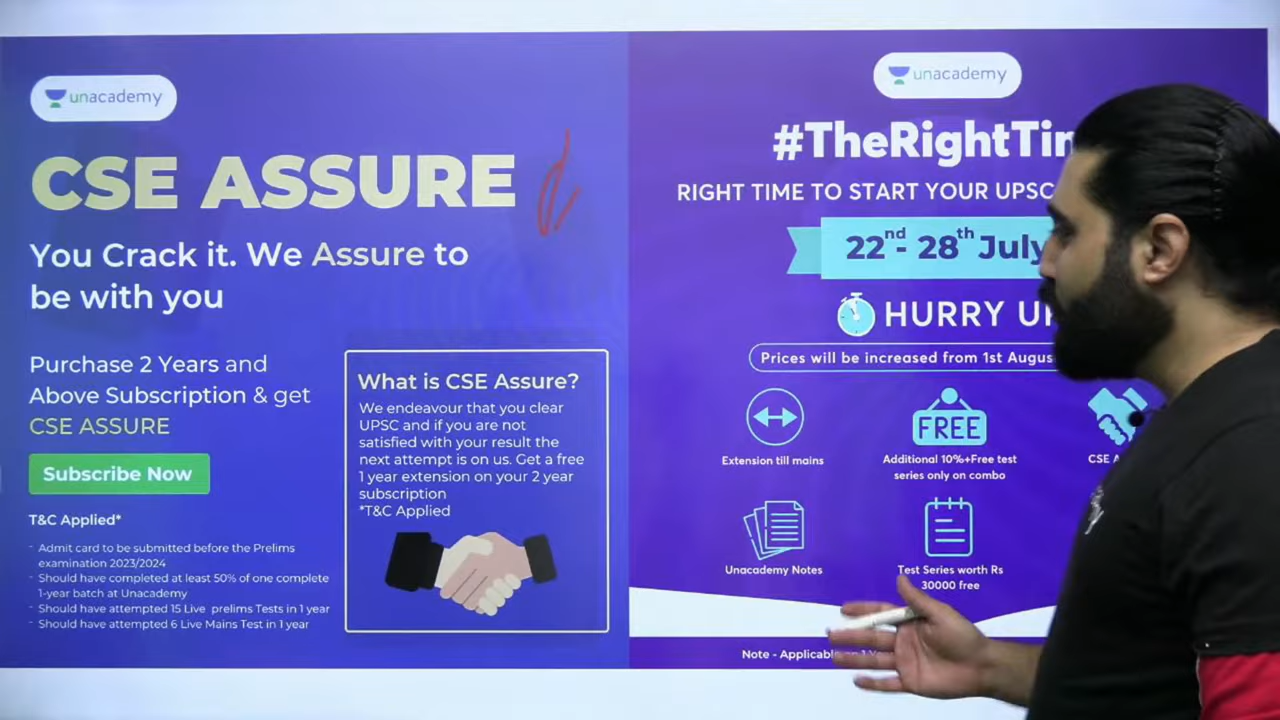 unacademy
CSE ASSURE
You Crack it. We Assure to
be with you
Purchase 2 Years and
Above Subscription & get
CSE ASSURE
Subscribe Now
T&C Applied*
- Admit card to be submitted before the Prelims
examination 2023/2024
- Should have completed at least 50% of one complete
1-year batch at Unacademy
- Should have attempted 15 Live prelims Tests in 1 year
- Should have attempted 6 Live Mains Test in 1 year
What is CSE Assure?
We endeavour that you clear
UPSC and if you are not
satisfied with your result the
next attempt is on us. Get a free
1 year extension on your 2 year
subscription
*T&C Applied
unacademy
#TheRightTi
RIGHT TIME TO START YOUR UPSC
22nd - 28th July
HURRY U
Prices will be increased from 1st Augus
Extension till mains
FREE
Additional 10%+Free test
series only on combo
CSE A
Unacademy Notes
Test Series worth Rs
30000 free
Note - Applicable on 1 Ye